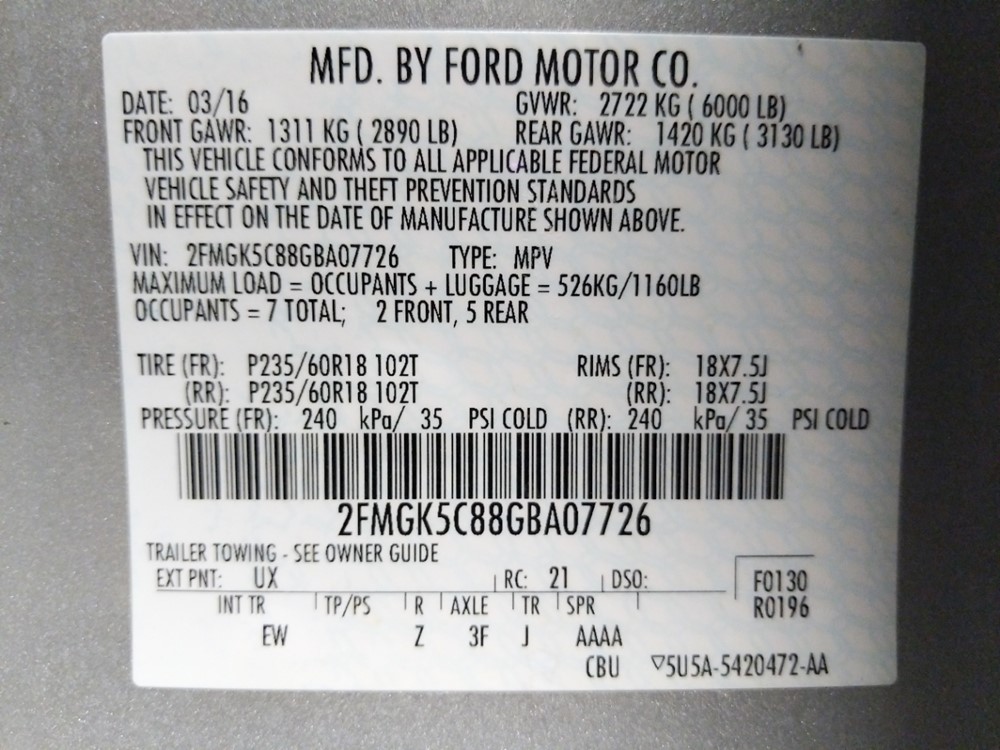 MFD. BY FORD MOTOR CO.
DATE: 03/16 GVWR: 2722 KG ( 6000 LB)
FRONT GAWR: 1311 KG ( 2890 LB) REAR GAWR: 1420 KG ( 3130 LB)
THIS VEHICLE CONFORMS TO ALL APPLICABLE FEDERAL MOTOR
VEHICLE SAFETY AND THEFT PREVENTION STANDARDS
IN EFFECT ON THE DATE OF MANUFACTURE SHOWN ABOVE.
VIN: 2FMGK5C88GBA07726 TYPE: MPV
MAXIMUM LOAD = OCCUPANTS + LUGGAGE = 526KG/1160LB
OCCUPANTS = 7 TOTAL; 2 FRONT, 5 REAR
TIRE (FR): P235/60R18 102T RIMS (FR): 18X7.5J
(RR): P235/60R18 102T (RR): 18X7.5J
PRESSURE (FR): 240 kPa/ 35 PSI COLD (RR): 240 kPa/ 35 PSI COLD
2FMGK5C88GBA07726
TRAILER TOWING - SEE OWNER GUIDE
EXT PNT: UX RC: 21 DSO: F0130
INT TR TP/PS R AXLE TR SPR R0196
EW Z 3F J AAAA
CBU ▽5U5A-5420472-AA